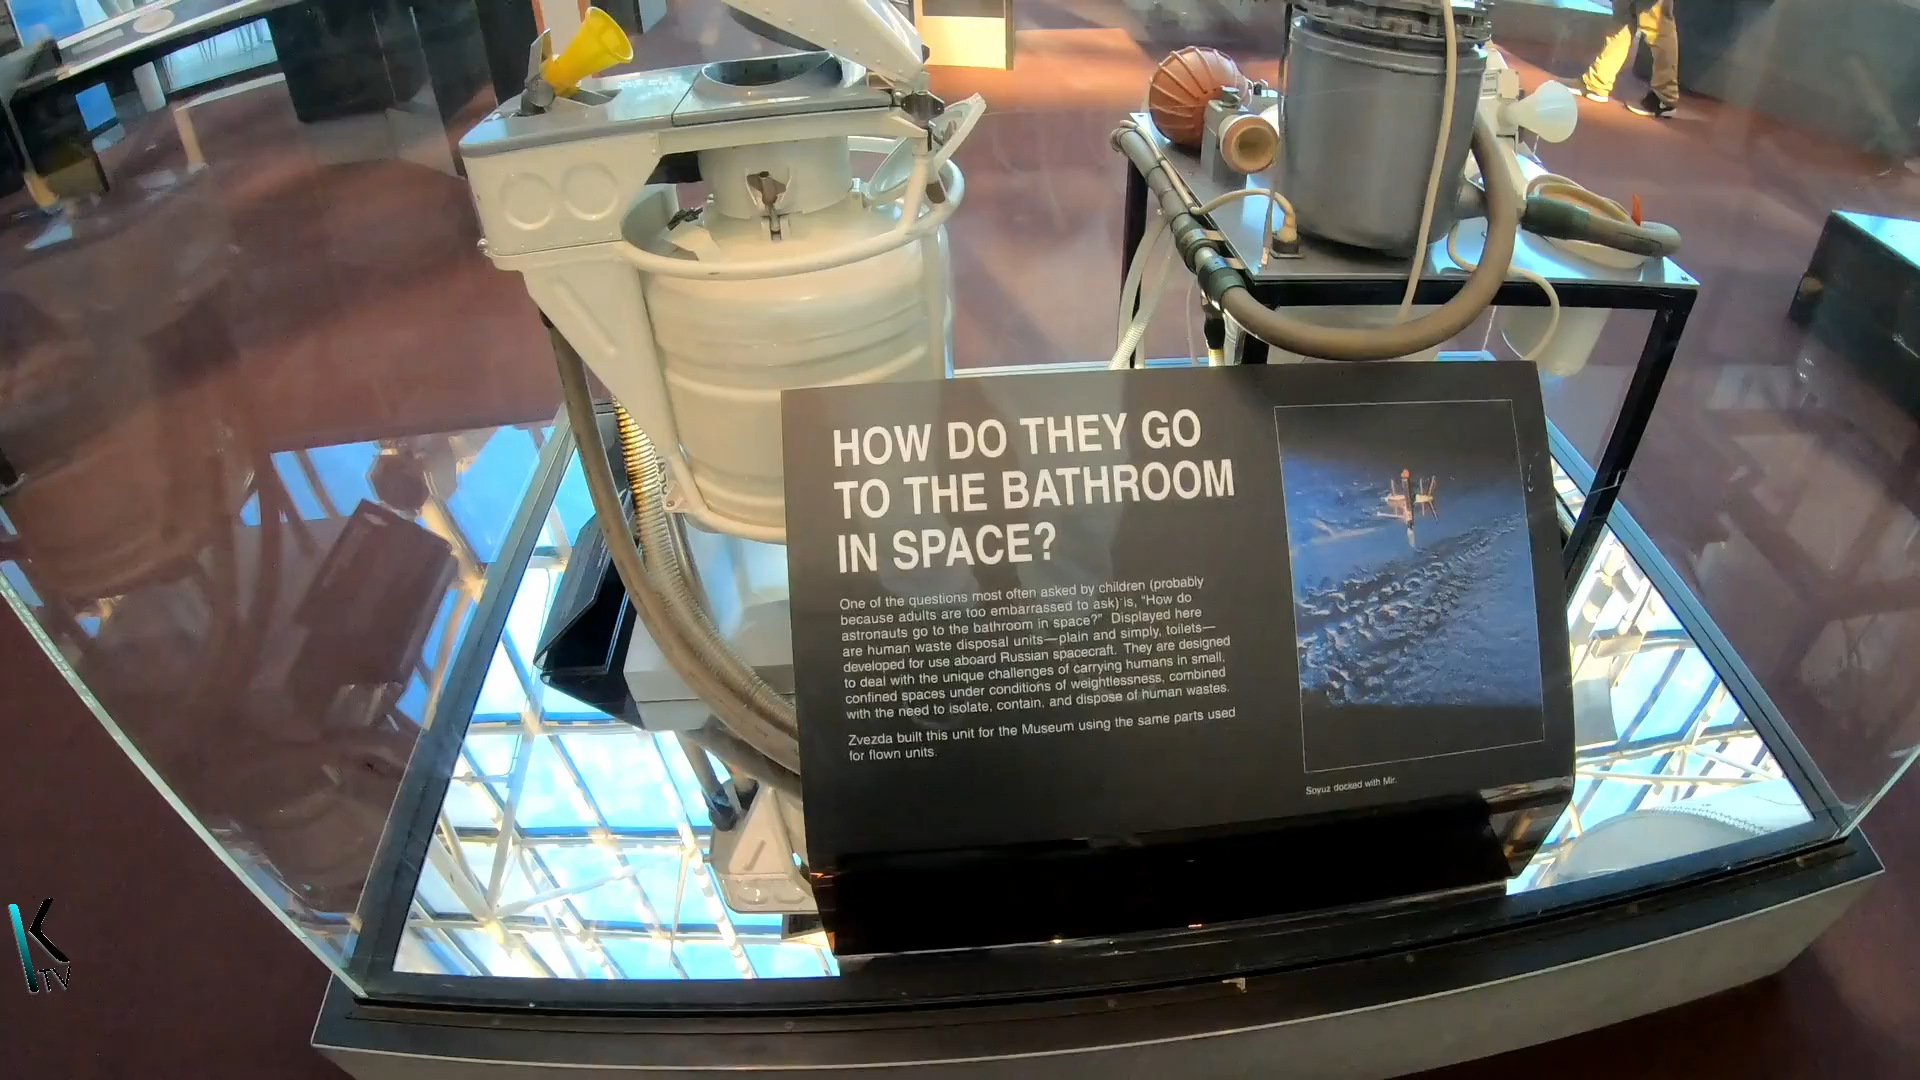 HOW DO THEY GO
TO THE BATHROOM
IN SPACE?
One of the questions most often asked by children (probably
because adults are too embarrassed to ask) is, "How do
astronauts go to the bathroom in space?" Displayed here
are human waste disposal units—plain and simply, toilets—
developed for use aboard Russian spacecraft. They are designed
to deal with the unique challenges of carrying humans in small,
confined spaces under conditions of weightlessness, combined
with the need to isolate, contain, and dispose of human wastes.
Zvezda built this unit for the Museum using the same parts used
for flown units.
Soyuz docked with Mir.
K TV